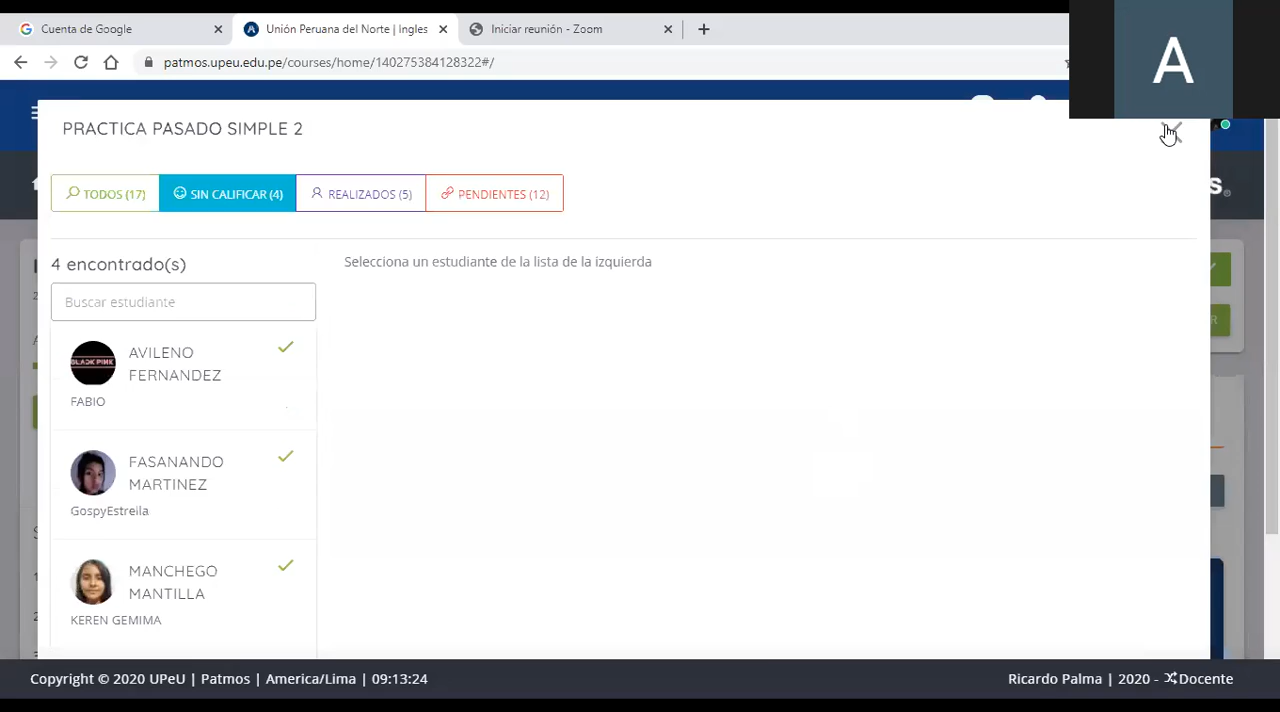 Cuenta de Google
Unión Peruana del Norte | Ingles
Iniciar reunión - Zoom
patmos.upeu.edu.pe/courses/home/140275384128322#/
A
PRACTICA PASADO SIMPLE 2
TODOS (17)
SIN CALIFICAR (4)
REALIZADOS (5)
PENDIENTES (12)
4 encontrado(s)
Selecciona un estudiante de la lista de la izquierda
Buscar estudiante
AVILENO
FERNANDEZ
BLACKPINK
FABIO
FASANANDO
MARTINEZ
GospyEstreila
MANCHEGO
MANTILLA
KEREN GEMIMA
Copyright © 2020 UPeU | Patmos | America/Lima | 09:13:24
Ricardo Palma | 2020 - Docente